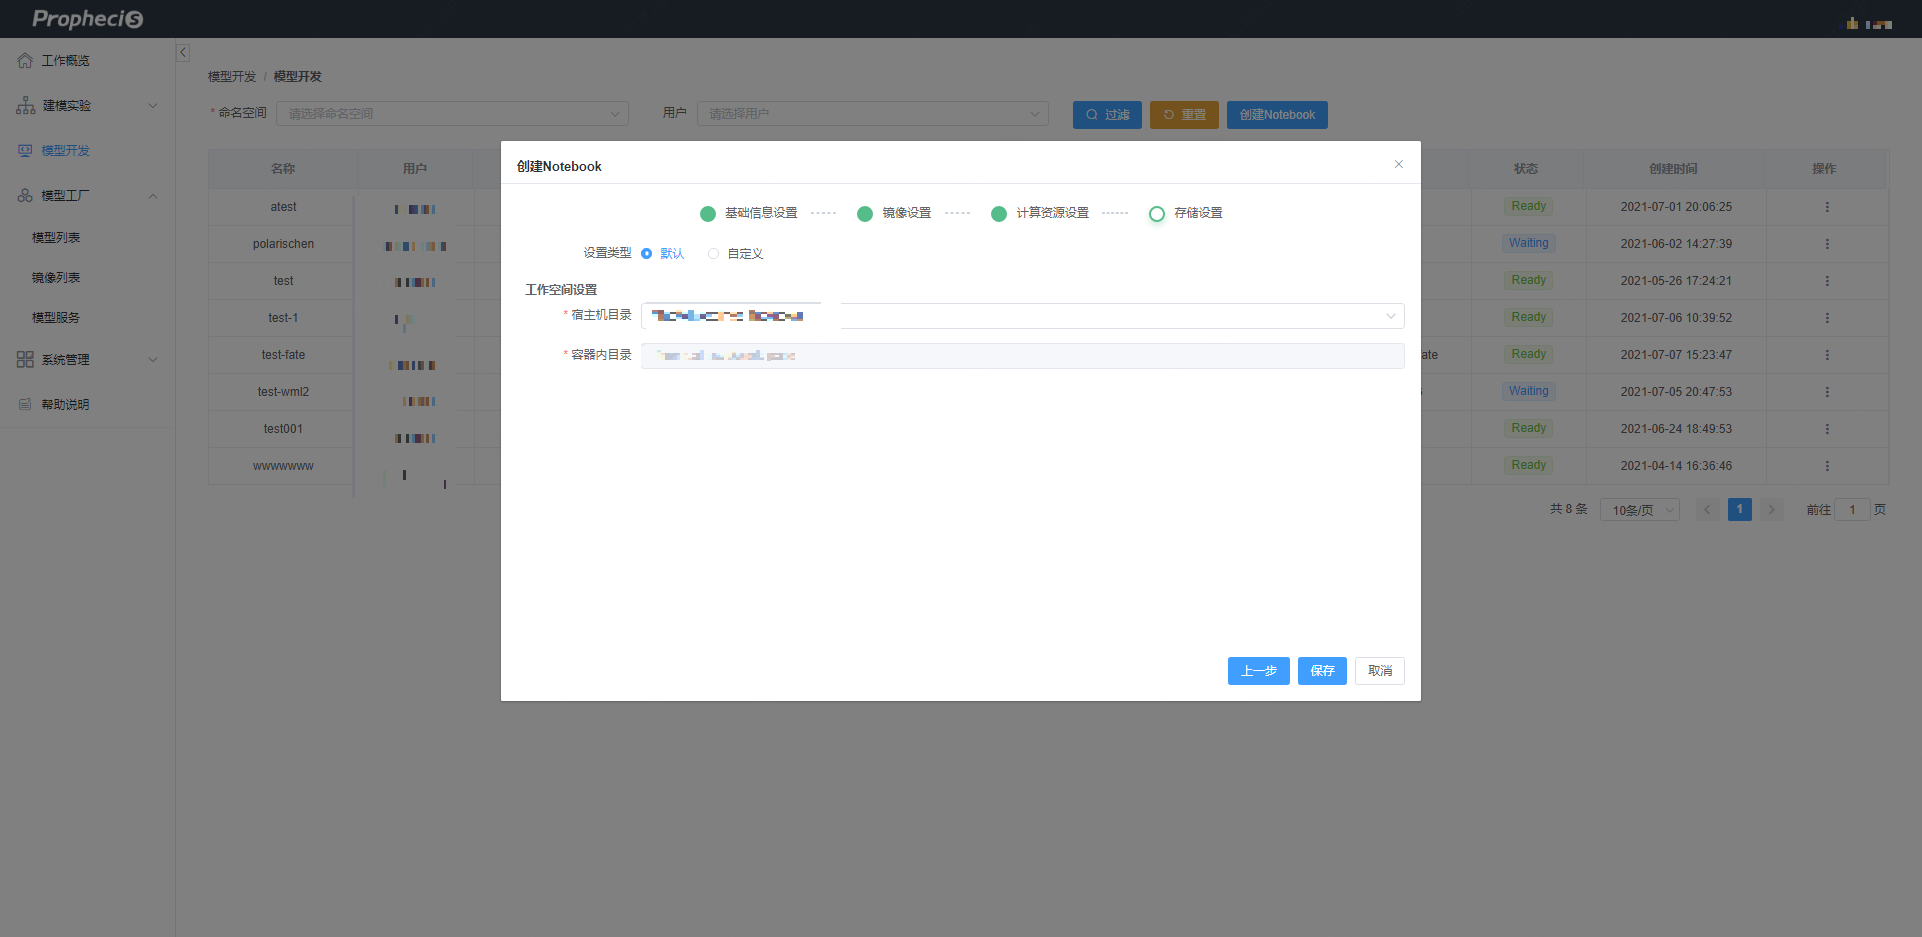 Prophecis
工作概览
建模实验
模型开发
模型工厂
模型列表
镜像列表
模型服务
系统管理
帮助说明
模型开发 / 模型开发
* 命名空间 请选择命名空间 用户 请选择用户 过滤 重置 创建Notebook
名称 用户 状态 创建时间 操作
atest Ready 2021-07-01 20:06:25
polarischen Waiting 2021-06-02 14:27:39
test Ready 2021-05-26 17:24:21
test-1 Ready 2021-07-06 10:39:52
test-fate ate Ready 2021-07-07 15:23:47
test-wml2 Waiting 2021-07-05 20:47:53
test001 Ready 2021-06-24 18:49:53
wwwwwww Ready 2021-04-14 16:36:46
共 8 条 10条/页 1 前往 1 页
创建Notebook
基础信息设置 镜像设置 计算资源设置 存储设置
设置类型 默认 自定义
工作空间设置
* 宿主机目录
* 容器内目录
上一步 保存 取消